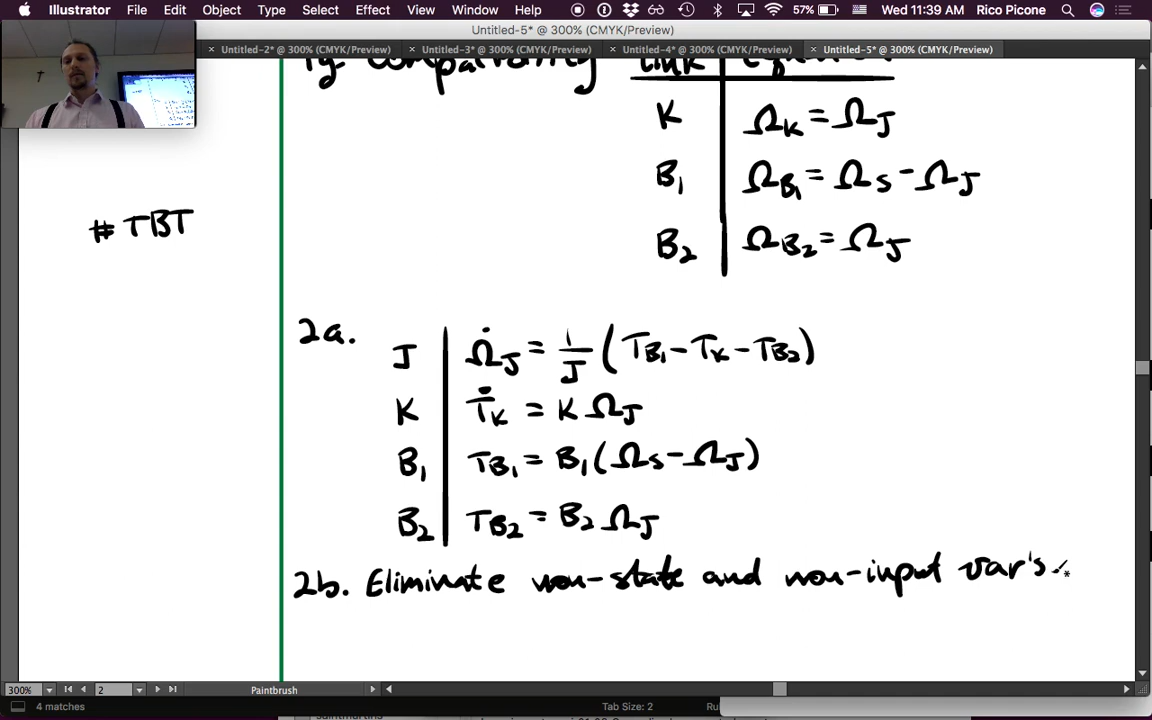 Illustrator File Edit Object Type Select Effect View Window Help 57% Wed 11:39 AM Rico Picone
Untitled-5* @ 300% (CMYK/Preview)
Untitled-2* @ 300% (CMYK/Preview) Untitled-3* @ 300% (CMYK/Preview) Untitled-4* @ 300% (CMYK/Preview) Untitled-5* @ 300% (CMYK/Preview)
K Ω_K = Ω_J
B₁ Ω_B₁ = Ω_S - Ω_J
# TBT
B₂ Ω_B₂ = Ω_J
2a.
J Ω̇_J = 1/J (T_B₁ - T_K - T_B₂)
K Ṫ_K = K Ω_J
B₁ T_B₁ = B₁(Ω_S - Ω_J)
B₂ T_B₂ = B₂ Ω_J
2b. Eliminate non-state and non-input var's.
300% 2 Paintbrush
4 matches Tab Size: 2